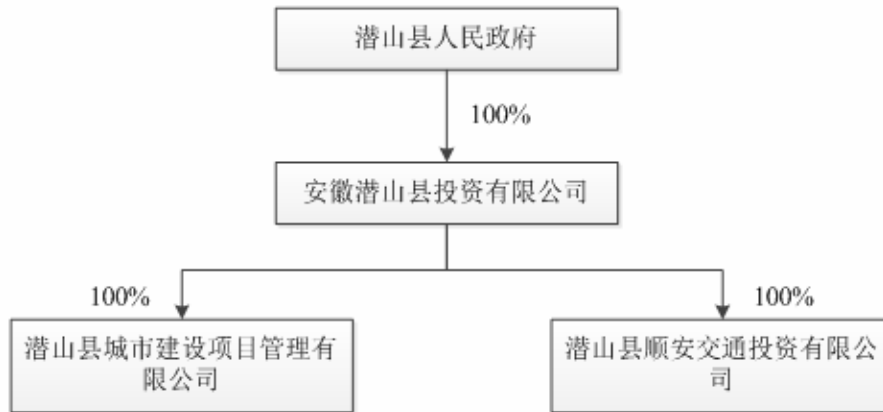 潜山县人民政府
100%
安徽潜山县投资有限公司
100%
100%
潜山县城市建设项目管理有
限公司
潜山县顺安交通投资有限公
司